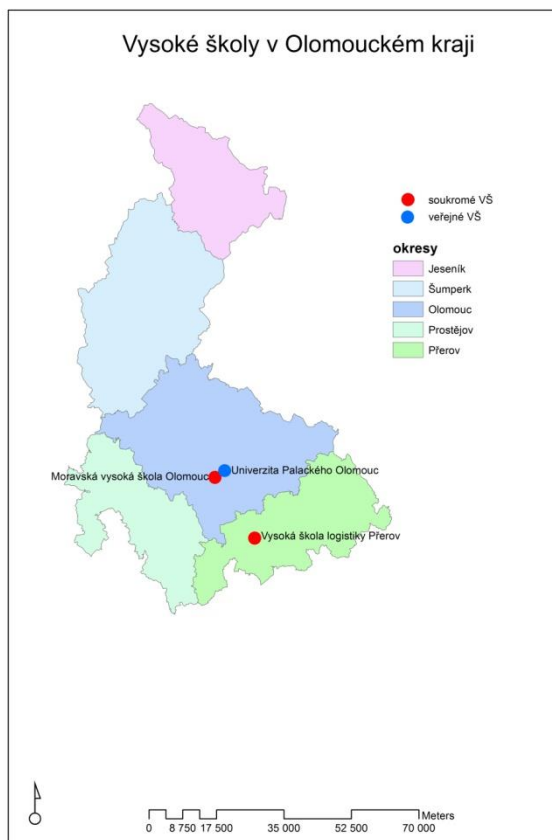 Vysoké školy v Olomouckém kraji
soukromé VŠ
veřejné VŠ
okresy
Jeseník
Šumperk
Olomouc
Prostějov
Přerov
Univerzita Palackého Olomouc
Moravská vysoká škola Olomouc
Vysoká škola logistiky Přerov
Meters
0 8 750 17 500 35 000 52 500 70 000